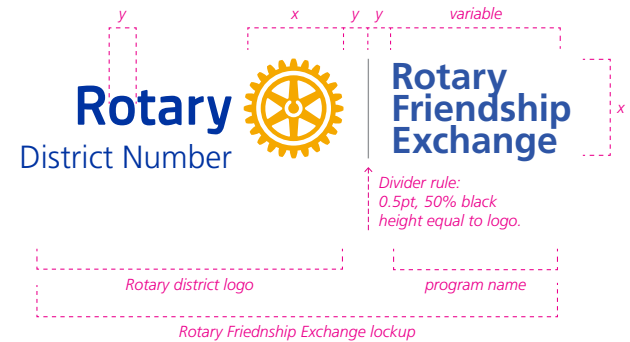 y
x
y
y
variable
Rotary
District Number
Rotary
Friendship
Exchange
x
Divider rule:
0.5pt, 50% black
height equal to logo.
Rotary district logo
program name
Rotary Friednship Exchange lockup